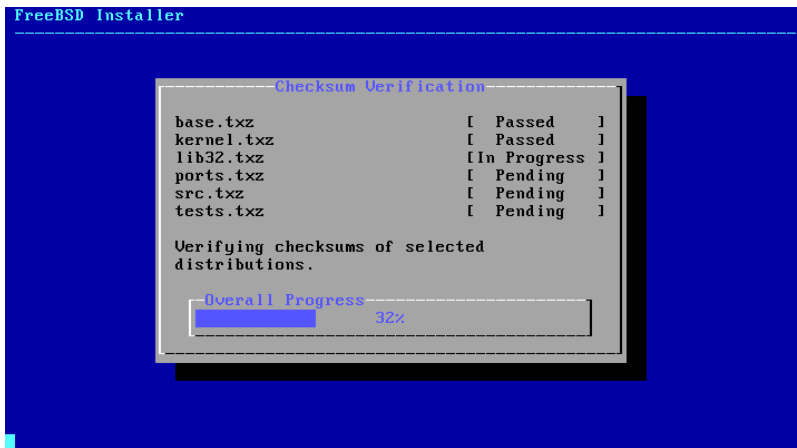 FreeBSD Installer
Checksum Verification
base.txz [ Passed ]
kernel.txz [ Passed ]
lib32.txz [In Progress ]
ports.txz [ Pending ]
src.txz [ Pending ]
tests.txz [ Pending ]
Verifying checksums of selected
distributions.
Overall Progress
32%